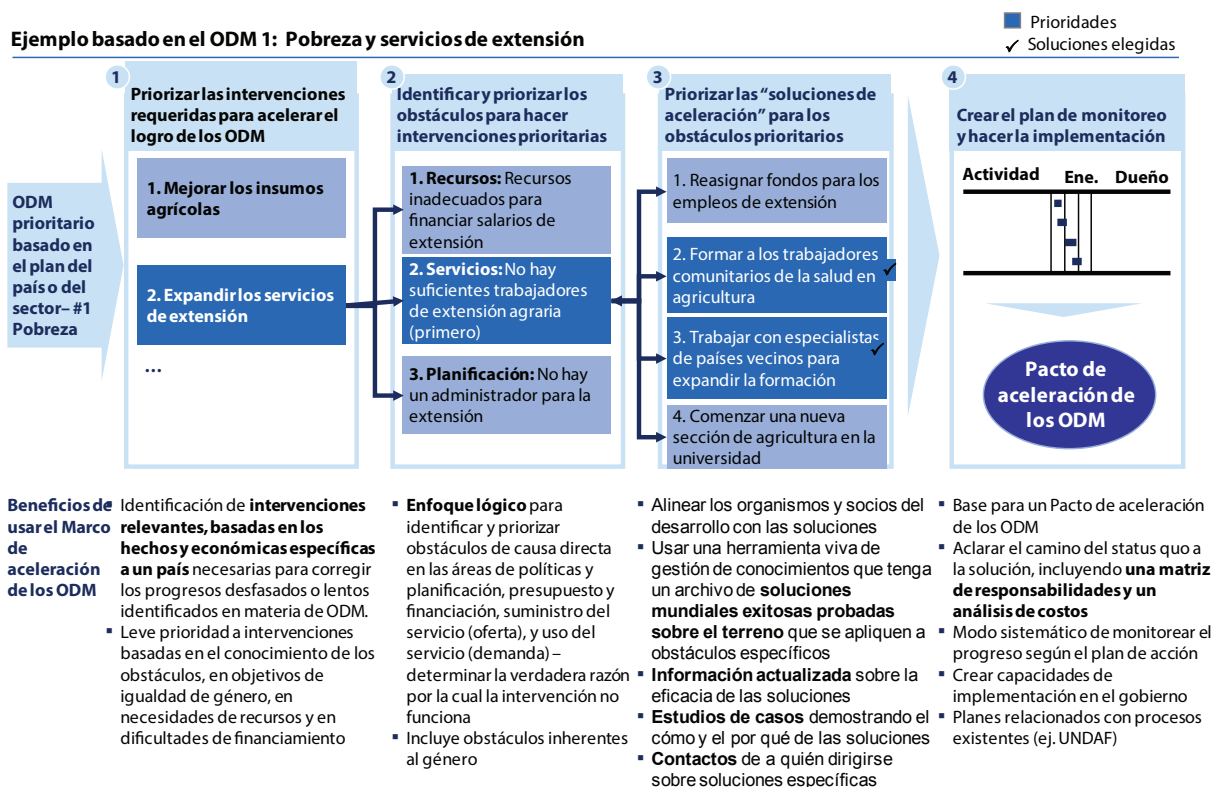 Prioridades
Ejemplo basado en el ODM 1: Pobreza y servicios de extensión
✓ Soluciones elegidas
ODM
prioritario
basado en
el plan del
país o del
sector– #1
Pobreza
1
Priorizar las intervenciones
requeridas para acelerar el
logro de los ODM
1. Mejorar los insumos
agrícolas
2. Expandir los servicios
de extensión
...
2
Identificar y priorizar los
obstáculos para hacer
intervenciones prioritarias
1. Recursos: Recursos
inadecuados para
financiar salarios de
extensión
2. Servicios: No hay
suficientes trabajadores
de extensión agraria
(primero)
3. Planificación: No hay
un administrador para la
extensión
3
Priorizar las “soluciones de
aceleración” para los
obstáculos prioritarios
1. Reasignar fondos para los
empleos de extensión
2. Formar a los trabajadores
comunitarios de la salud en
agricultura
3. Trabajar con especialistas
de países vecinos para
expandir la formación
4. Comenzar una nueva
sección de agricultura en la
universidad
4
Crear el plan de monitoreo
y hacer la implementación
Actividad Ene. Dueño
Pacto de
aceleración de
los ODM
Beneficios de
usar el Marco
de
aceleración
de los ODM
▪ Identificación de intervenciones
relevantes, basadas en los
hechos y económicas específicas
a un país necesarias para corregir
los progresos desfasados o lentos
identificados en materia de ODM.
▪ Leve prioridad a intervenciones
basadas en el conocimiento de los
obstáculos, en objetivos de
igualdad de género, en
necesidades de recursos y en
dificultades de financiamiento
▪ Enfoque lógico para
identificar y priorizar
obstáculos de causa directa
en las áreas de políticas y
planificación, presupuesto y
financiación, suministro del
servicio (oferta), y uso del
servicio (demanda) –
determinar la verdadera razón
por la cual la intervención no
funciona
▪ Incluye obstáculos inherentes
al género
▪ Alinear los organismos y socios del
desarrollo con las soluciones
▪ Usar una herramienta viva de
gestión de conocimientos que tenga
un archivo de soluciones
mundiales exitosas probadas
sobre el terreno que se apliquen a
obstáculos específicos
▪ Información actualizada sobre la
eficacia de las soluciones
▪ Estudios de casos demostrando el
cómo y el por qué de las soluciones
▪ Contactos de a quién dirigirse
sobre soluciones específicas
▪ Base para un Pacto de aceleración
de los ODM
▪ Aclarar el camino del status quo a
la solución, incluyendo una matriz
de responsabilidades y un
análisis de costos
▪ Modo sistemático de monitorear el
progreso según el plan de acción
▪ Crear capacidades de
implementación en el gobierno
▪ Planes relacionados con procesos
existentes (ej. UNDAF)